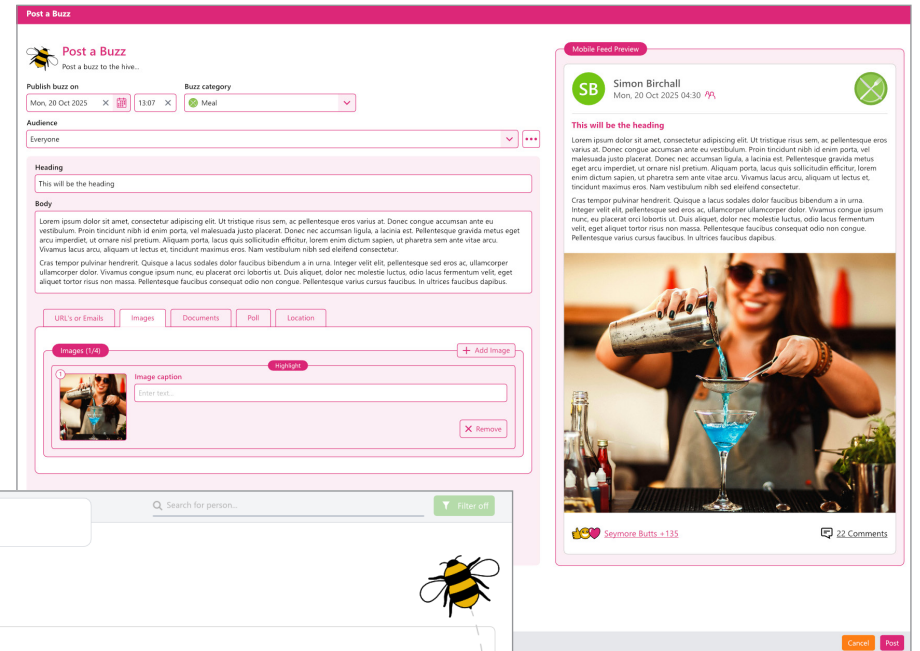 Post a Buzz
Post a Buzz
Post a buzz to the hive...
Publish buzz on
Buzz category
Mon, 20 Oct 2025
13:07
Meal
Audience
Everyone
Heading
This will be the heading
Body
Lorem ipsum dolor sit amet, consectetur adipiscing elit. Ut tristique risus sem, ac pellentesque eros varius at. Donec congue accumsan ante eu
vestibulum. Proin tincidunt nibh id enim porta, vel malesuada justo placerat. Donec nec accumsan ligula, a lacinia est. Pellentesque gravida metus eget
arcu imperdiet, ut ornare nisl pretium. Aliquam porta, lacus quis sollicitudin efficitur, lorem enim dictum sapien, ut pharetra sem ante vitae arcu.
Vivamus lacus arcu, aliquam ut lectus et, tincidunt maximus eros. Nam vestibulum nibh sed eleifend consectetur.
Cras tempor pulvinar hendrerit. Quisque a lacus sodales dolor faucibus bibendum a in urna. Integer velit elit, pellentesque sed eros ac, ullamcorper
ullamcorper dolor. Vivamus congue ipsum nunc, eu placerat orci lobortis ut. Duis aliquet, dolor nec molestie luctus, odio lacus fermentum velit, eget
aliquet tortor risus non massa. Pellentesque faucibus consequat odio non congue. Pellentesque varius cursus faucibus. In ultrices faucibus dapibus.
URL's or Emails
Images
Documents
Poll
Location
Images (1/4)
+ Add Image
Highlight
1
Image caption
Enter text...
Remove
Search for person...
Filter off
Mobile Feed Preview
SB
Simon Birchall
Mon, 20 Oct 2025 04:30
This will be the heading
Lorem ipsum dolor sit amet, consectetur adipiscing elit. Ut tristique risus sem, ac pellentesque eros
varius at. Donec congue accumsan ante eu vestibulum. Proin tincidunt nibh id enim porta, vel
malesuada justo placerat. Donec nec accumsan ligula, a lacinia est. Pellentesque gravida metus
eget arcu imperdiet, ut ornare nisl pretium. Aliquam porta, lacus quis sollicitudin efficitur, lorem
enim dictum sapien, ut pharetra sem ante vitae arcu. Vivamus lacus arcu, aliquam ut lectus et,
tincidunt maximus eros. Nam vestibulum nibh sed eleifend consectetur.
Cras tempor pulvinar hendrerit. Quisque a lacus sodales dolor faucibus bibendum a in urna.
Integer velit elit, pellentesque sed eros ac, ullamcorper ullamcorper dolor. Vivamus congue ipsum
nunc, eu placerat orci lobortis ut. Duis aliquet, dolor nec molestie luctus, odio lacus fermentum
velit, eget aliquet tortor risus non massa. Pellentesque faucibus consequat odio non congue.
Pellentesque varius cursus faucibus. In ultrices faucibus dapibus.
Seymore Butts +135
22 Comments
Cancel
Post